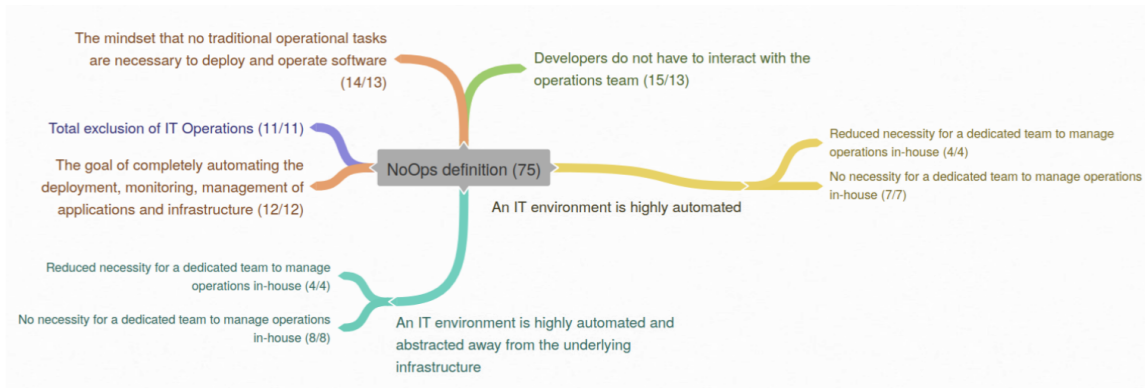 The mindset that no traditional operational tasks
are necessary to deploy and operate software
(14/13)
Developers do not have to interact with the
operations team (15/13)
Total exclusion of IT Operations (11/11)
The goal of completely automating the
deployment, monitoring, management of
applications and infrastructure (12/12)
NoOps definition (75)
An IT environment is highly automated
Reduced necessity for a dedicated team to manage
operations in-house (4/4)
No necessity for a dedicated team to manage operations
in-house (7/7)
Reduced necessity for a dedicated team to manage
operations in-house (4/4)
No necessity for a dedicated team to manage operations
in-house (8/8)
An IT environment is highly automated and
abstracted away from the underlying
infrastructure